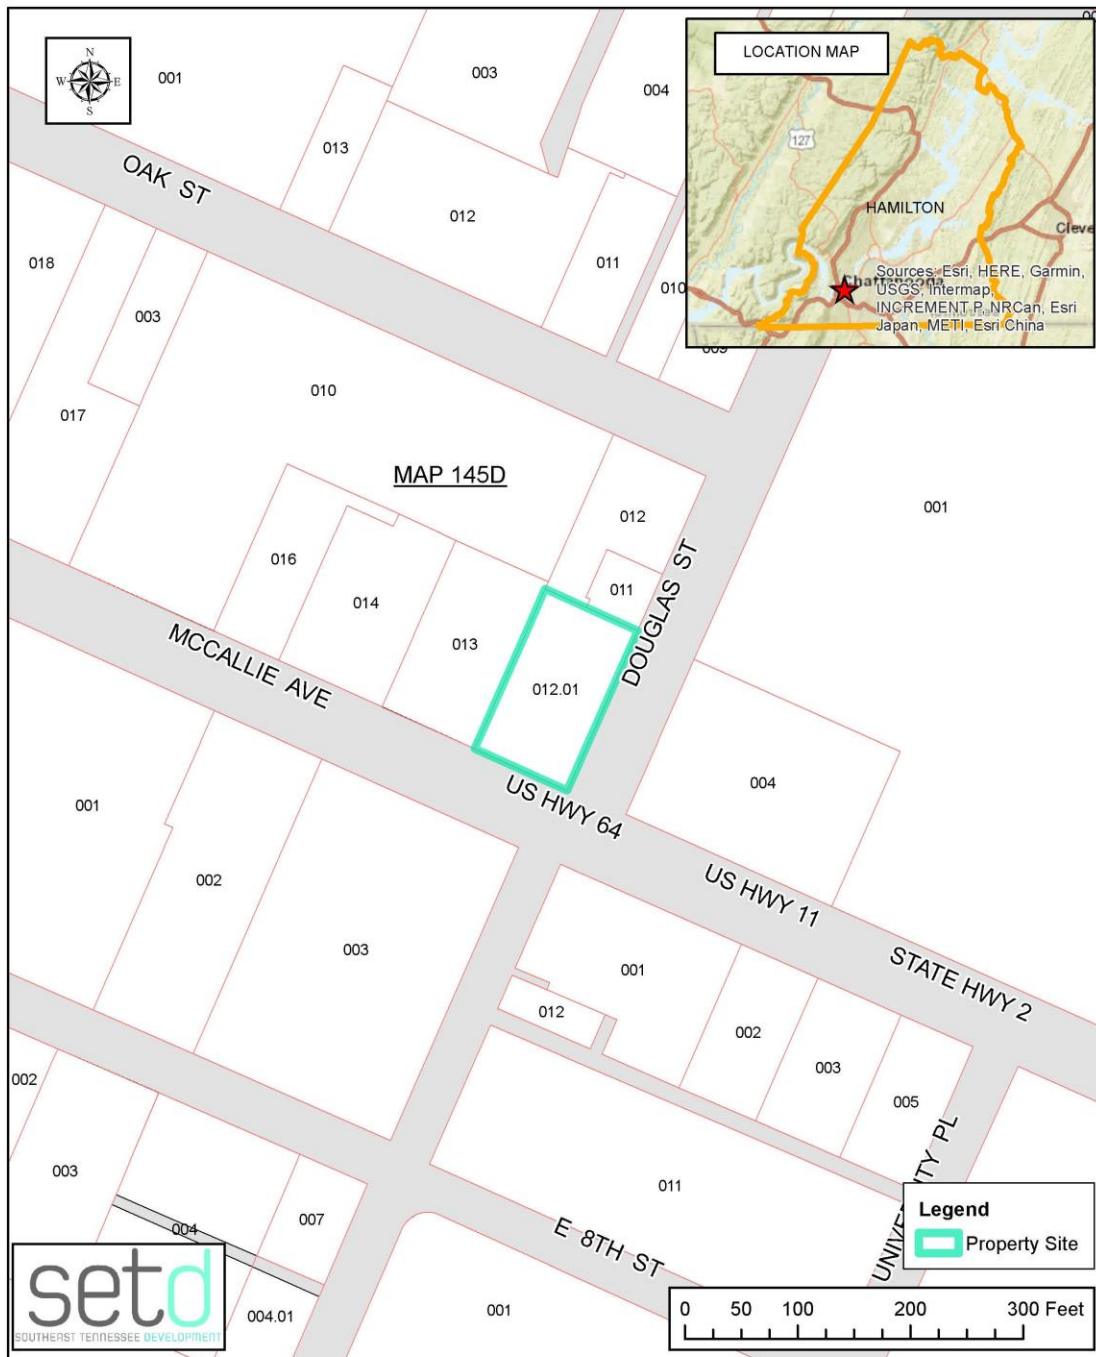 N
W E
S
LOCATION MAP
127
HAMILTON
Cleve
Chattanooga
Sources: Esri, HERE, Garmin,
USGS, Intermap,
INCREMENT P, NRCan, Esri
Japan, METI, Esri China
001
003
004
013
012
011
010
009
OAK ST
018
003
017
010
MAP 145D
001
012
011
016
014
013
012.01
DOUGLAS ST
MCCALLIE AVE
US HWY 64
004
US HWY 11
STATE HWY 2
001
002
003
001
012
002
003
005
UNIVERSITY PL
011
E 8TH ST
002
003
004
007
004.01
001
Legend
Property Site
setd
SOUTHEAST TENNESSEE DEVELOPMENT
0 50 100 200 300 Feet